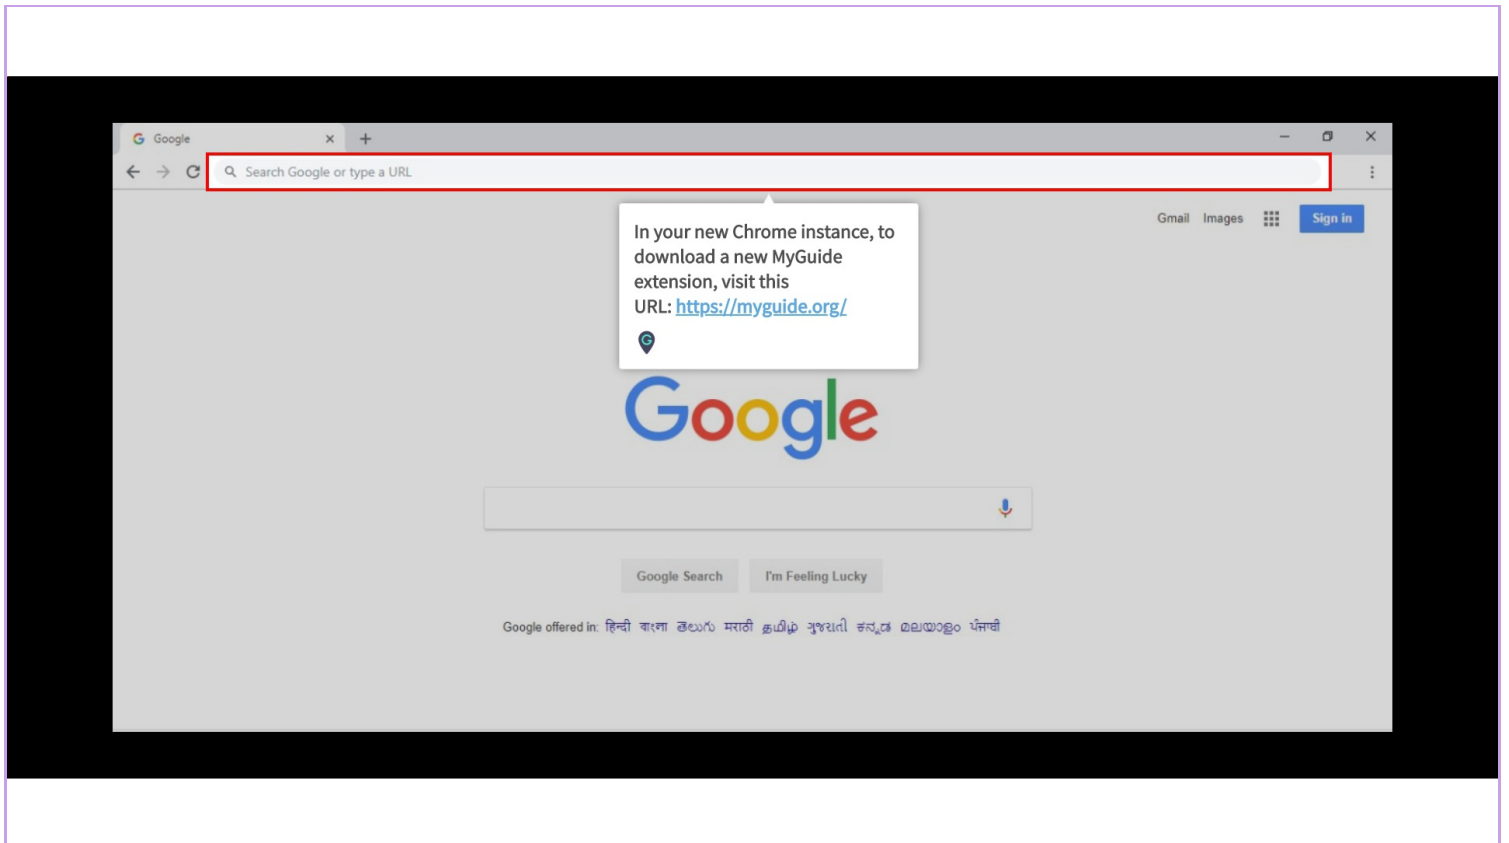 Google
Search Google or type a URL
Gmail Images Sign in
In your new Chrome instance, to
download a new MyGuide
extension, visit this
URL: https://myguide.org/
Google
Google Search I'm Feeling Lucky
Google offered in: हिन्दी বাংলা తెలుగు मराठी தமிழ் ગુજરાતી ಕನ್ನಡ മലയാളം ਪੰਜਾਬੀ